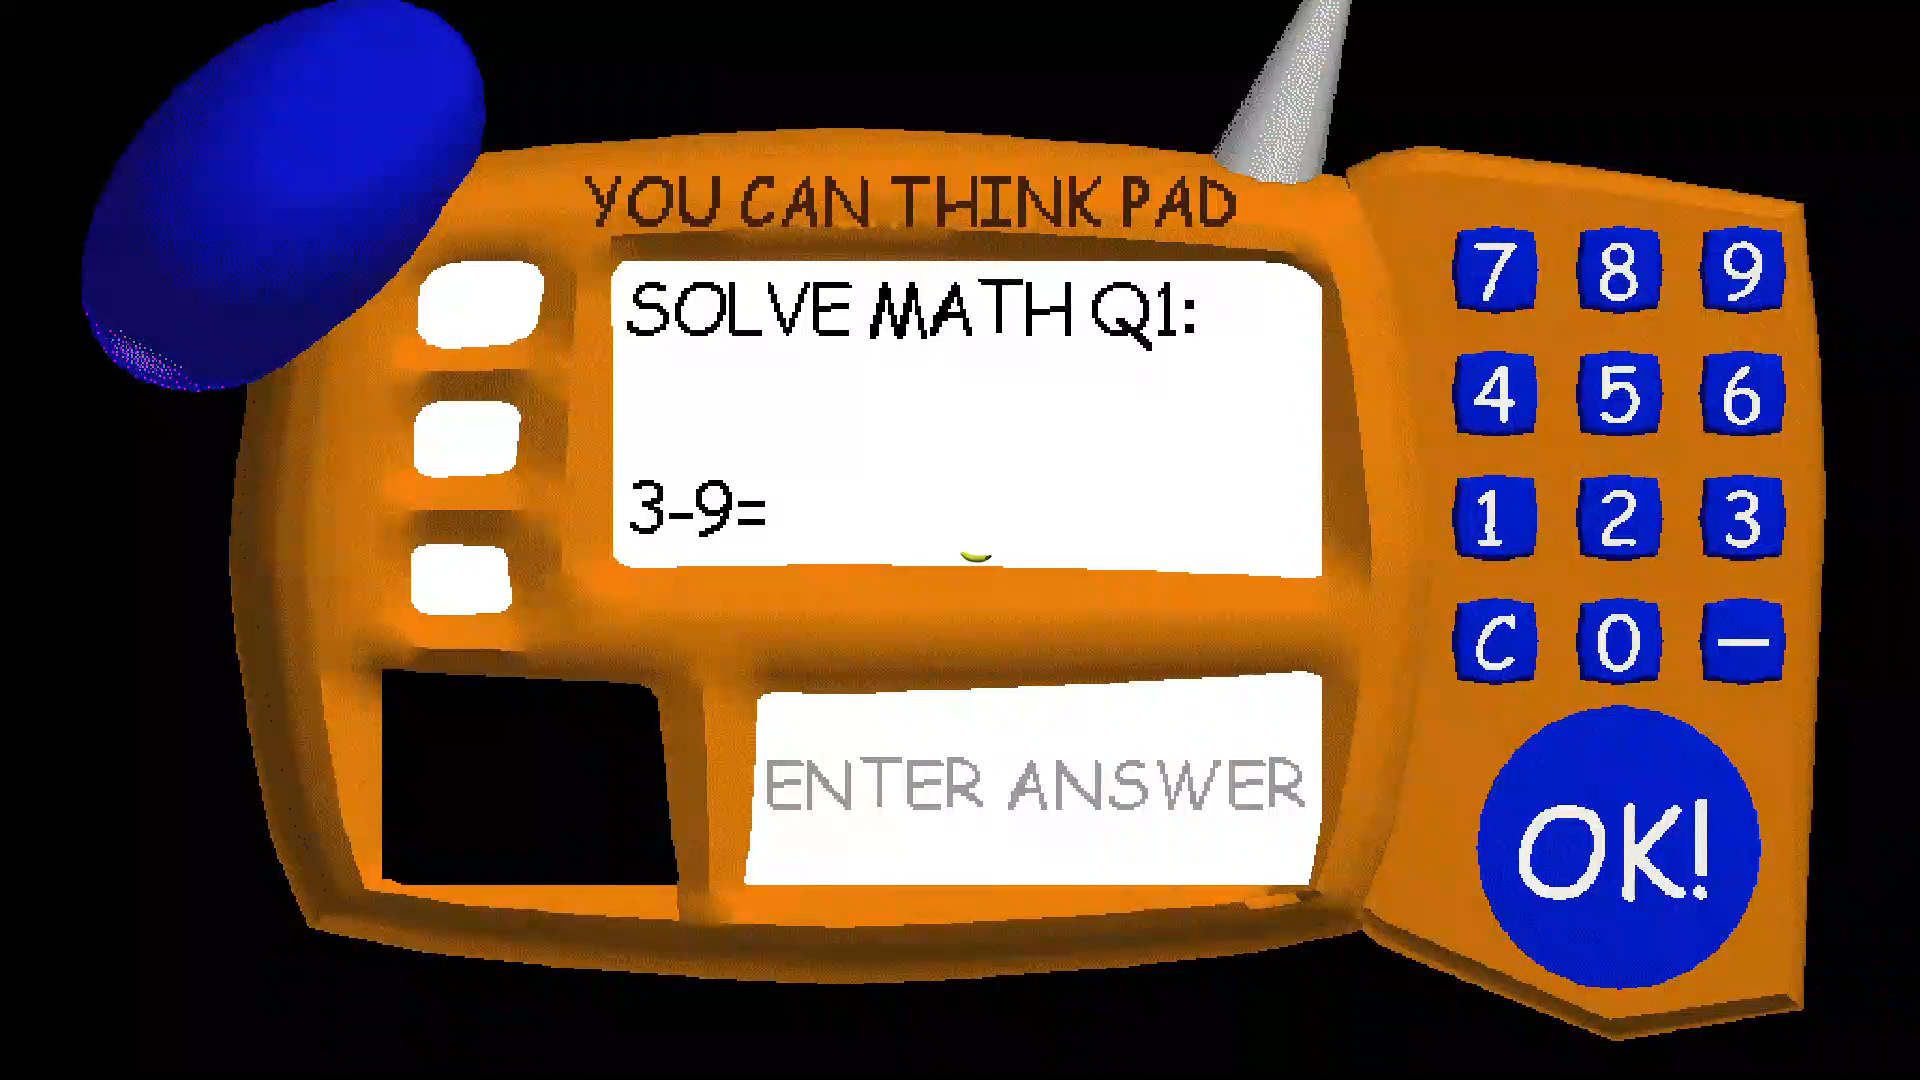 YOU CAN THINK PAD
SOLVE MATH Q1:
3-9=
ENTER ANSWER
7 8 9
4 5 6
1 2 3
C 0 —
OK!